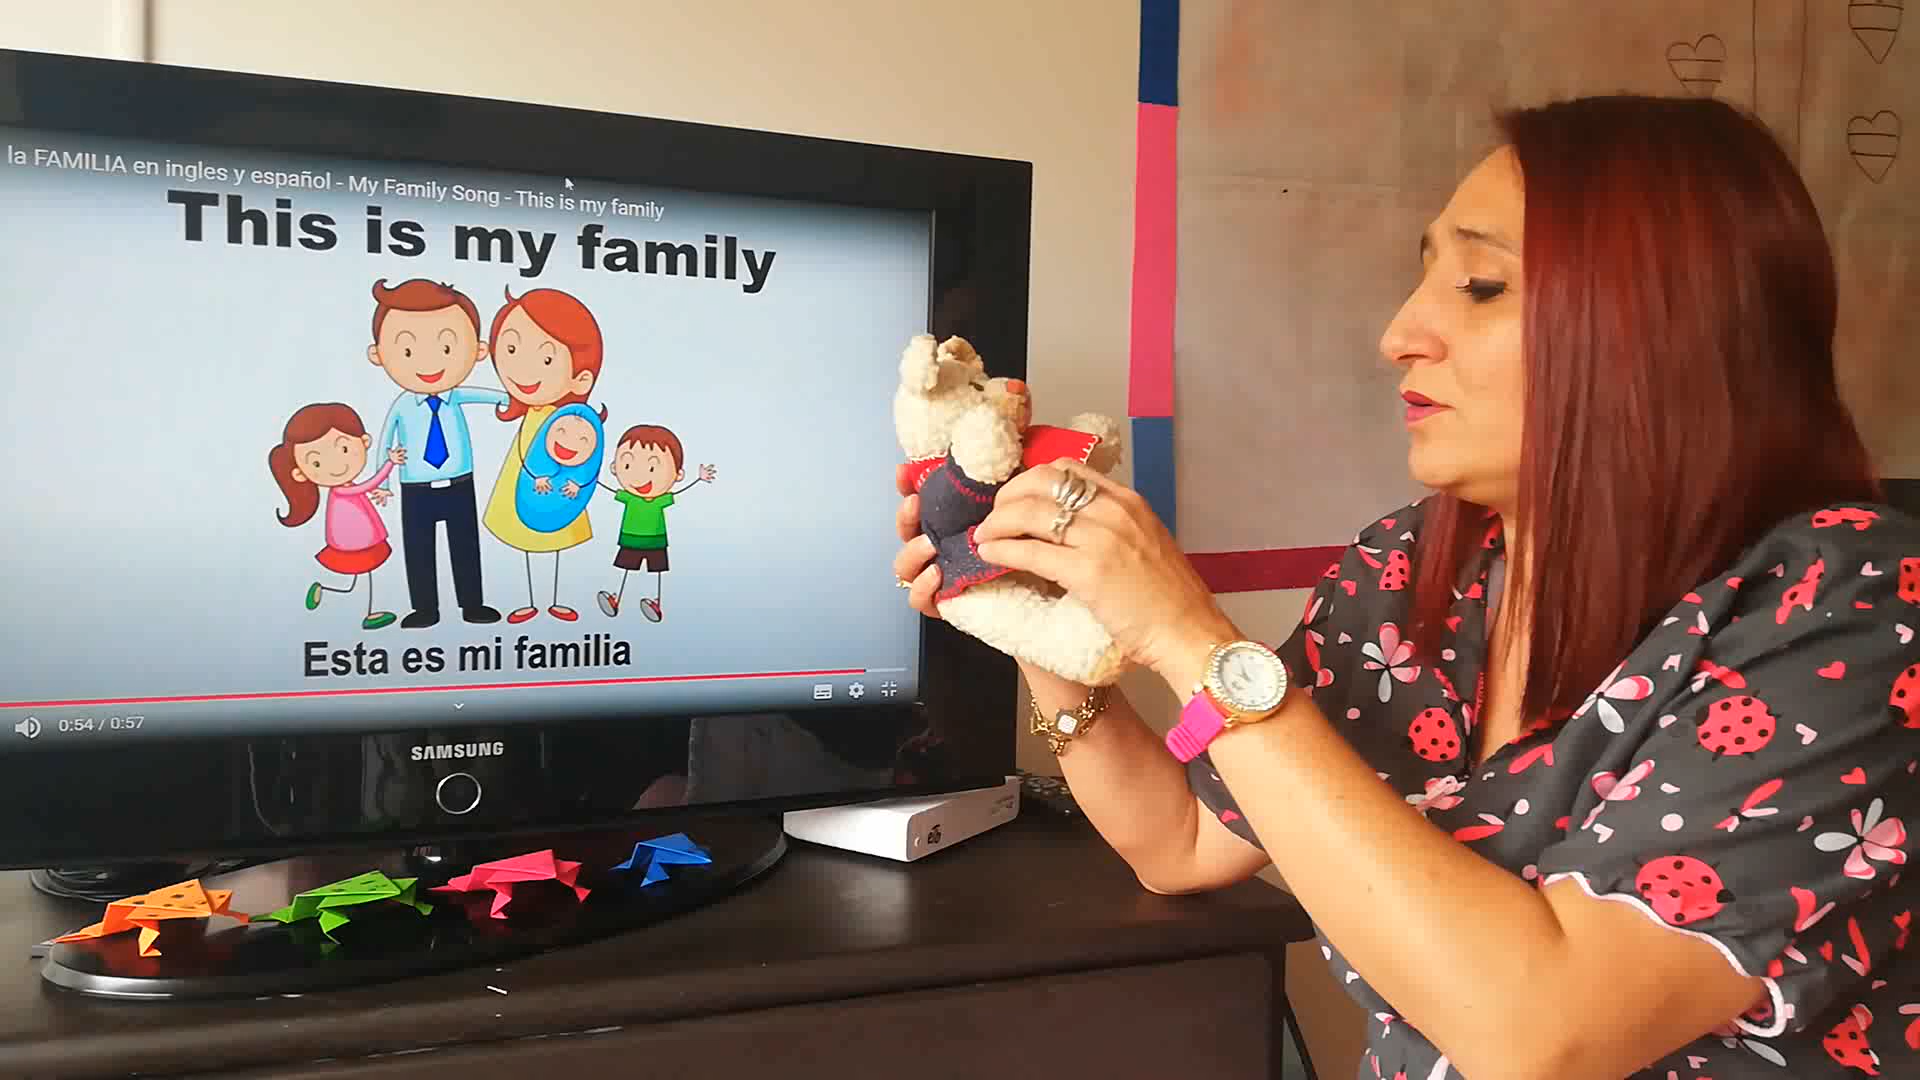 la FAMILIA en ingles y español - My Family Song - This is my family
This is my family
Esta es mi familia
0:54 / 0:57
SAMSUNG